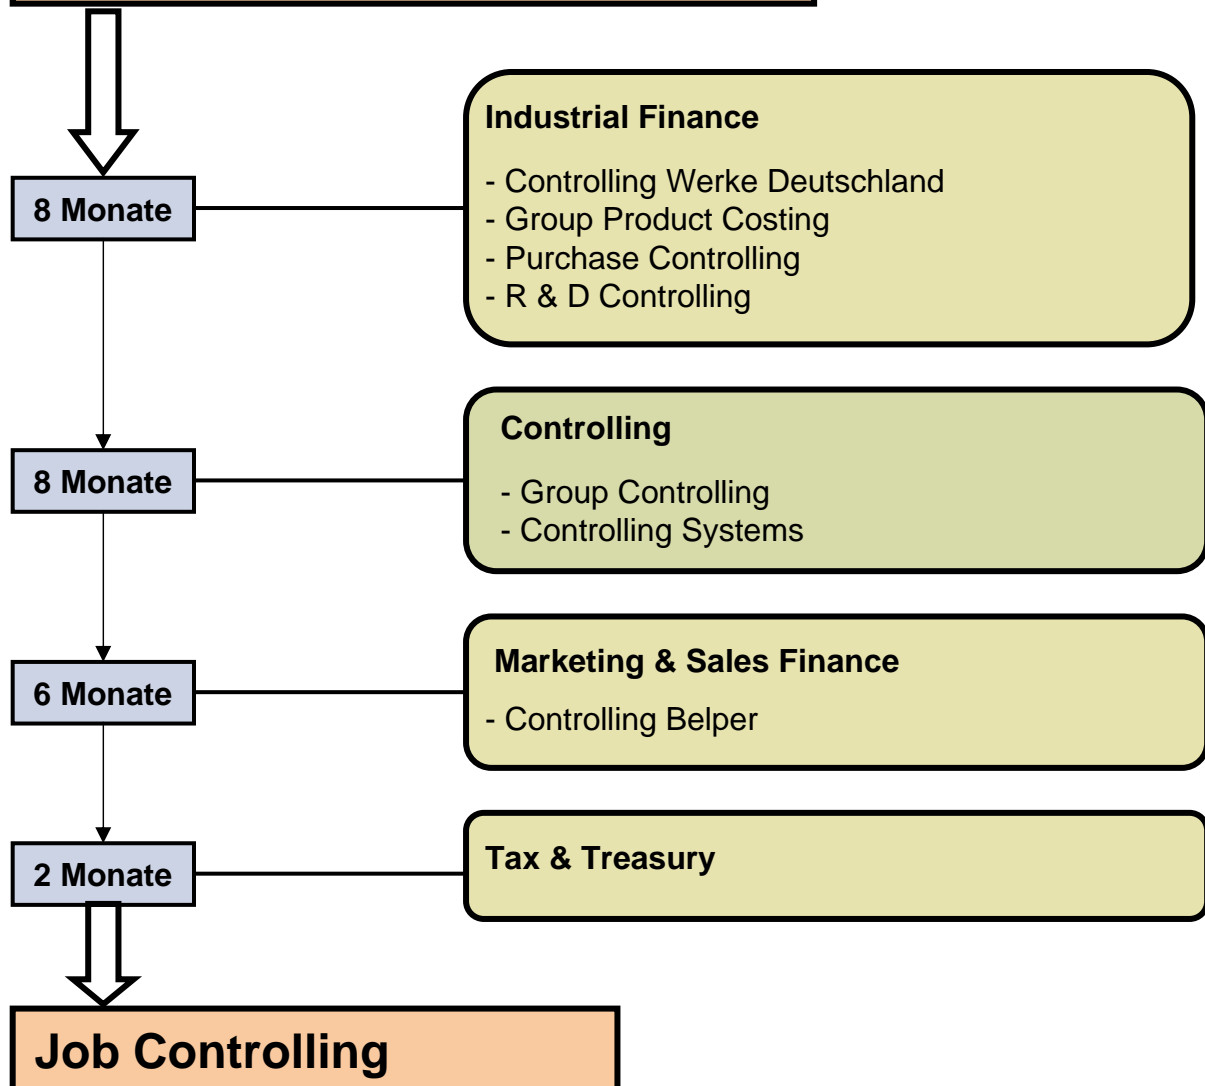 Industrial Finance
- Controlling Werke Deutschland
8 Monate
- Group Product Costing
- Purchase Controlling
- R & D Controlling
Controlling
8 Monate
- Group Controlling
- Controlling Systems
Marketing & Sales Finance
6 Monate
- Controlling Belper
Tax & Treasury
2 Monate
Job Controlling